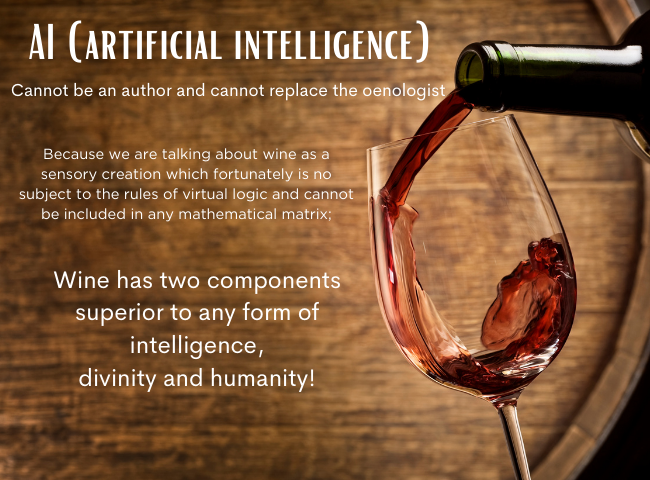 AI (ARTIFICIAL INTELLIGENCE)
Cannot be an author and cannot replace the oenologist
Because we are talking about wine as a
sensory creation which fortunately is no
subject to the rules of virtual logic and cannot
be included in any mathematical matrix;
Wine has two components
superior to any form of
intelligence,
divinity and humanity!